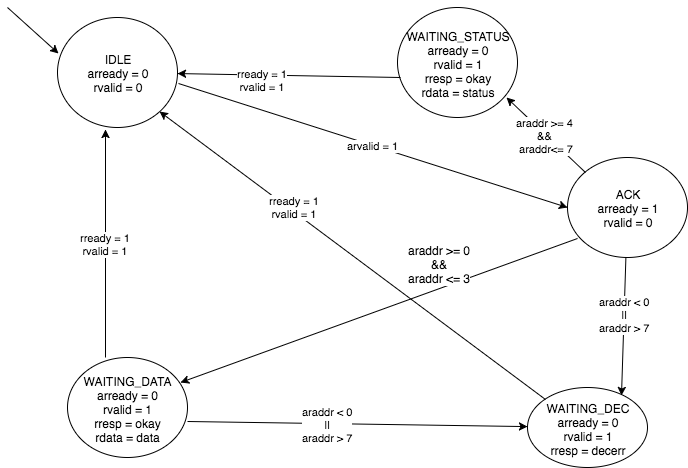 IDLE
arready = 0
rvalid = 0
WAITING_STATUS
arready = 0
rvalid = 1
rresp = okay
rdata = status
rready = 1
rvalid = 1
araddr >= 4
&&
araddr<= 7
arvalid = 1
ACK
arready = 1
rvalid = 0
rready = 1
rvalid = 1
rready = 1
rvalid = 1
araddr >= 0
&&
araddr <= 3
araddr < 0
||
araddr > 7
WAITING_DATA
arready = 0
rvalid = 1
rresp = okay
rdata = data
araddr < 0
||
araddr > 7
WAITING_DEC
arready = 0
rvalid = 1
rresp = decerr